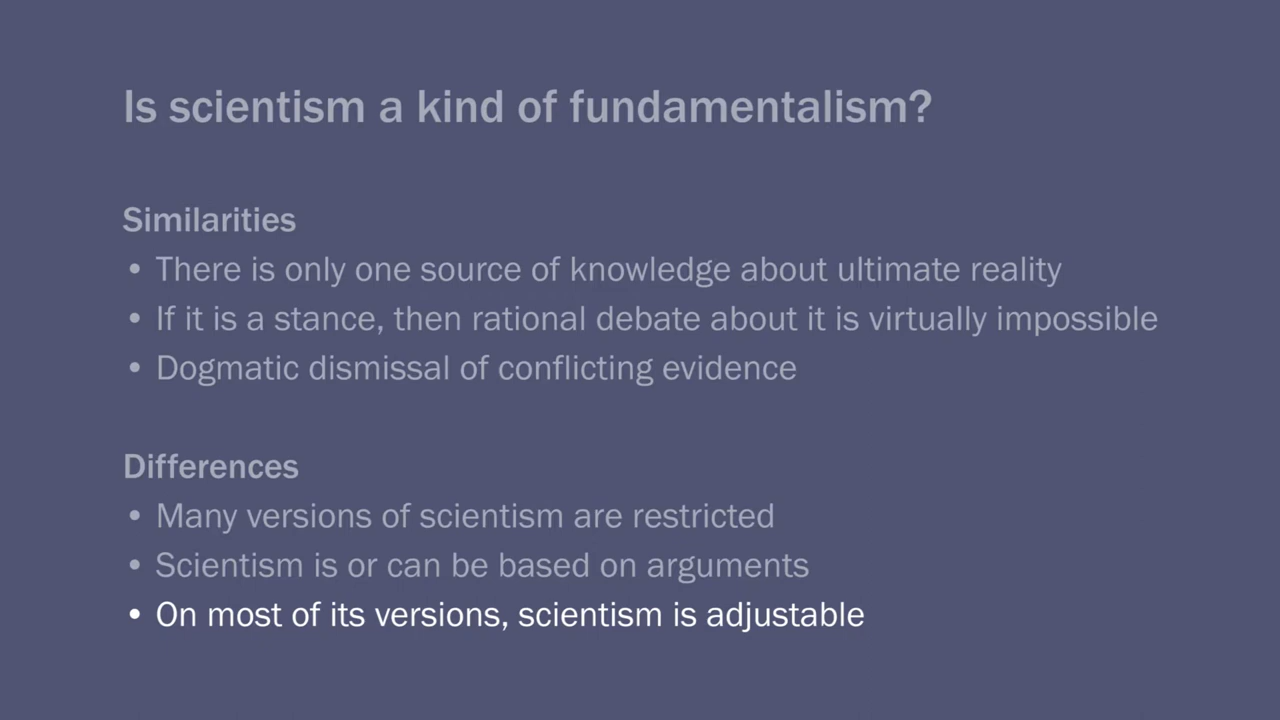 Is scientism a kind of fundamentalism?
Similarities
• There is only one source of knowledge about ultimate reality
• If it is a stance, then rational debate about it is virtually impossible
• Dogmatic dismissal of conflicting evidence
Differences
• Many versions of scientism are restricted
• Scientism is or can be based on arguments
• On most of its versions, scientism is adjustable